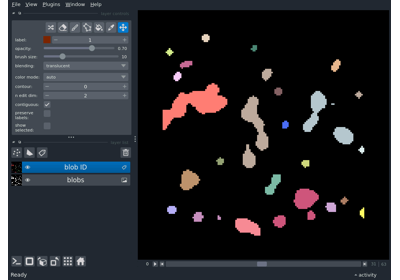 File View Plugins Window Help
label: 1
opacity: 0.70
brush size: 10
blending: translucent
color mode: auto
contour: 0
n edit dim: 2
contiguous:
preserve labels:
show selected:
blob ID
blobs
Ready
activity